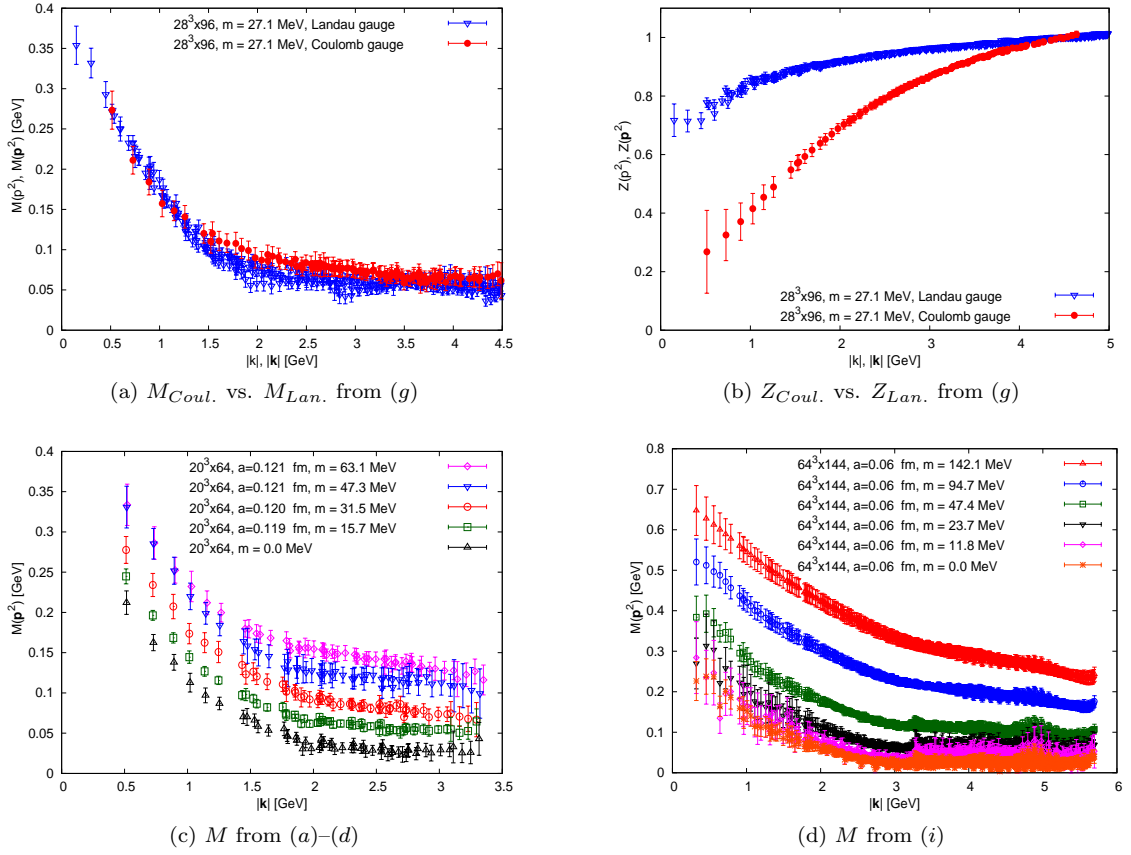 0.4
0.35
0.3
0.25
0.2
0.15
0.1
0.05
0
M(p²), M(𝐩²) [GeV]
28³x96, m = 27.1 MeV, Landau gauge
28³x96, m = 27.1 MeV, Coulomb gauge
0 0.5 1 1.5 2 2.5 3 3.5 4 4.5
|k|, |𝐤| [GeV]
(a) M_Coul. vs. M_Lan. from (g)
1
0.8
0.6
0.4
0.2
0
Z(p²), Z(𝐩²)
28³x96, m = 27.1 MeV, Landau gauge
28³x96, m = 27.1 MeV, Coulomb gauge
0 1 2 3 4 5
|k|, |𝐤| [GeV]
(b) Z_Coul. vs. Z_Lan. from (g)
0.4
0.35
0.3
0.25
0.2
0.15
0.1
0.05
0
M(𝐩²) [GeV]
20³x64, a=0.121 fm, m = 63.1 MeV
20³x64, a=0.121 fm, m = 47.3 MeV
20³x64, a=0.120 fm, m = 31.5 MeV
20³x64, a=0.119 fm, m = 15.7 MeV
20³x64, m = 0.0 MeV
0 0.5 1 1.5 2 2.5 3 3.5
|𝐤| [GeV]
(c) M from (a)–(d)
0.8
0.7
0.6
0.5
0.4
0.3
0.2
0.1
0
M(𝐩²) [GeV]
64³x144, a=0.06 fm, m = 142.1 MeV
64³x144, a=0.06 fm, m = 94.7 MeV
64³x144, a=0.06 fm, m = 47.4 MeV
64³x144, a=0.06 fm, m = 23.7 MeV
64³x144, a=0.06 fm, m = 11.8 MeV
64³x144, a=0.06 fm, m = 0.0 MeV
0 1 2 3 4 5 6
|𝐤| [GeV]
(d) M from (i)